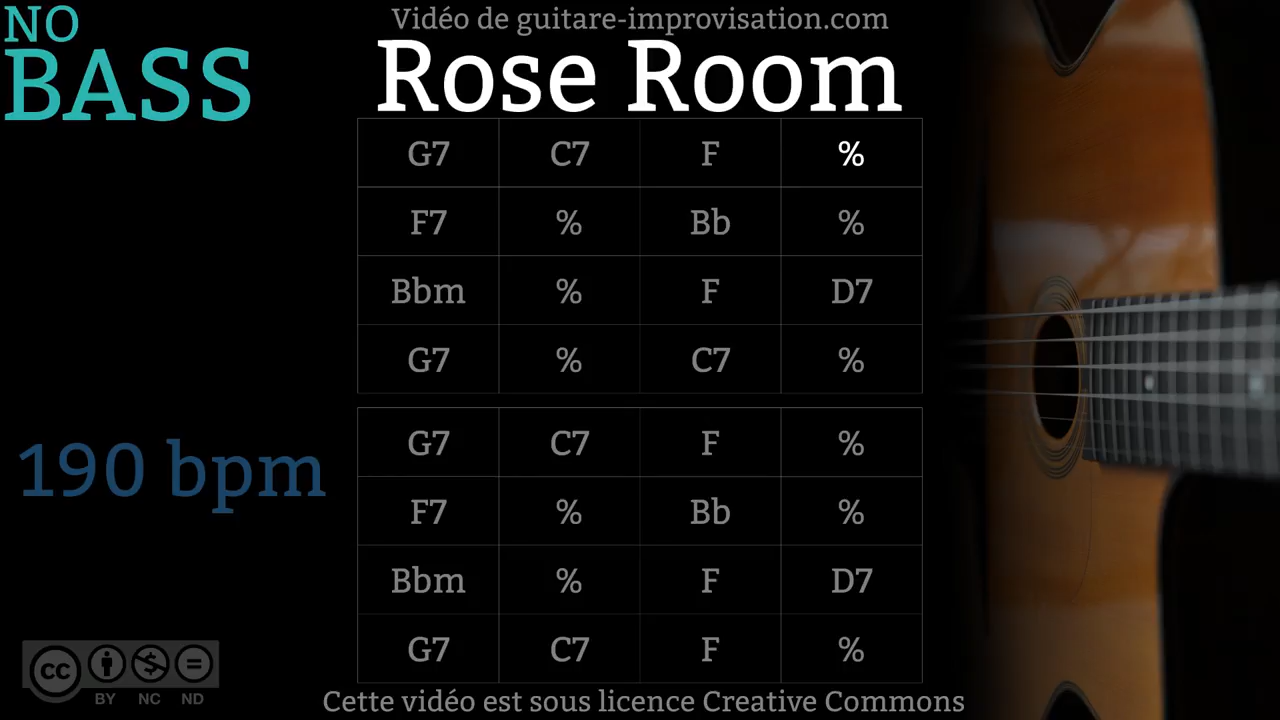 NO
BASS
Vidéo de guitare-improvisation.com
Rose Room
G7 C7 F %
F7 % Bb %
Bbm % F D7
G7 % C7 %
G7 C7 F %
F7 % Bb %
Bbm % F D7
G7 C7 F %
190 bpm
cc
BY NC ND
Cette vidéo est sous licence Creative Commons